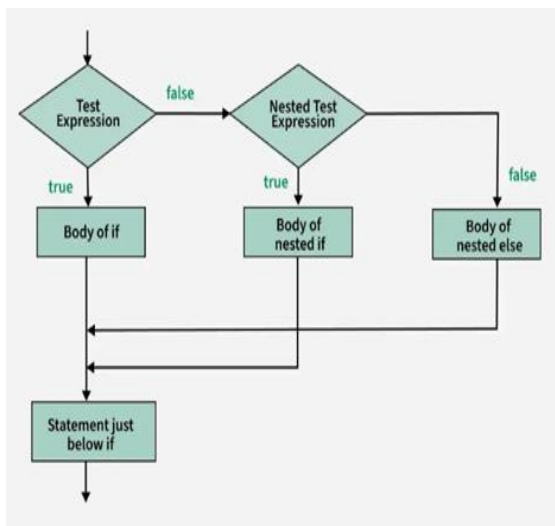 Test
Expression
false
Nested Test
Expression
true
true
false
Body of if
Body of
nested if
Body of
nested else
Statement just
below if